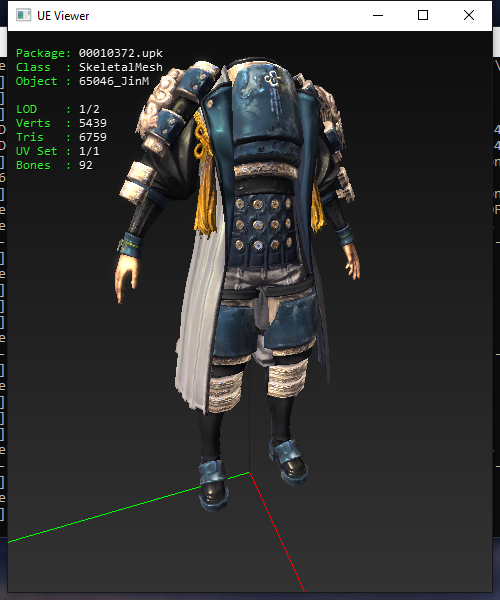 UE Viewer
Package: 00010372.upk
Class  : SkeletalMesh
Object : 65046_JinM
LOD    : 1/2
Verts  : 5439
Tris   : 6759
UV Set : 1/1
Bones  : 92